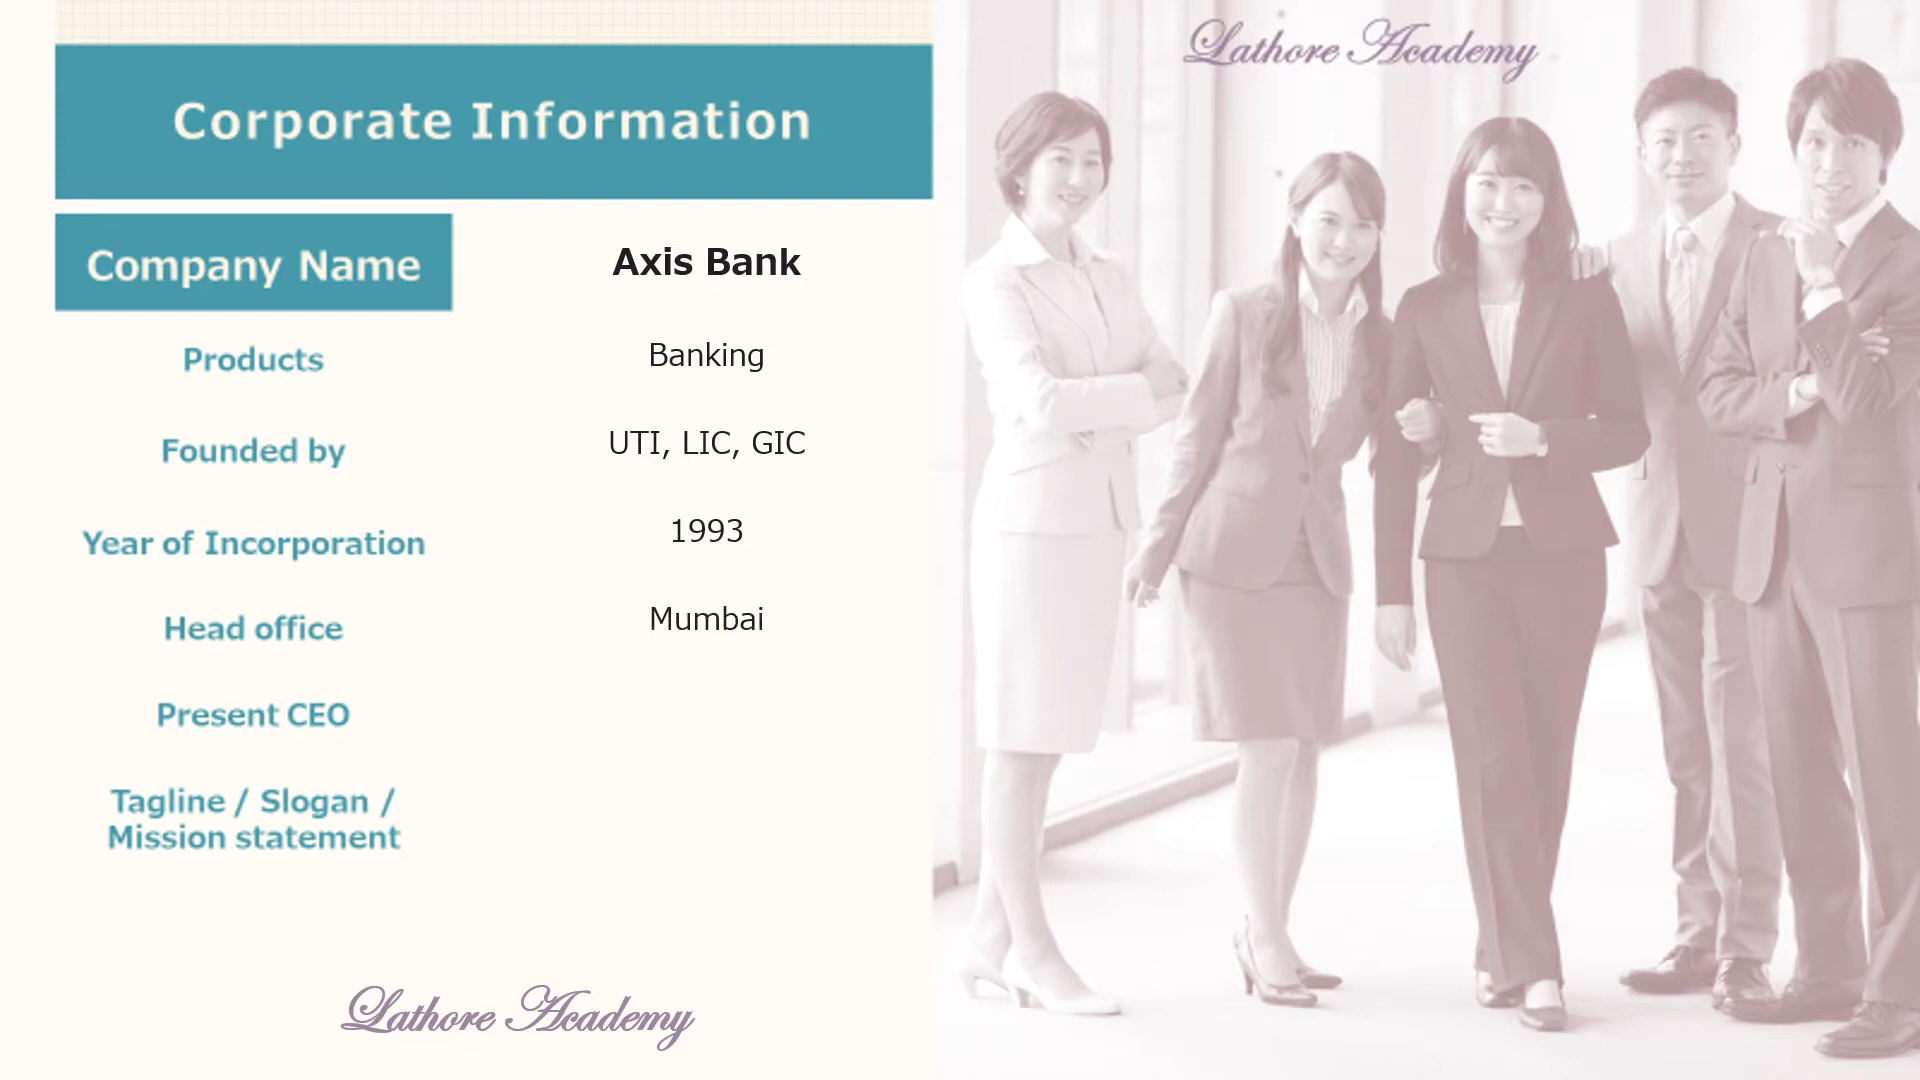 Lathore Academy
Corporate Information
Company Name
Axis Bank
Products
Banking
Founded by
UTI, LIC, GIC
Year of Incorporation
1993
Head office
Mumbai
Present CEO
Tagline / Slogan /
Mission statement
Lathore Academy